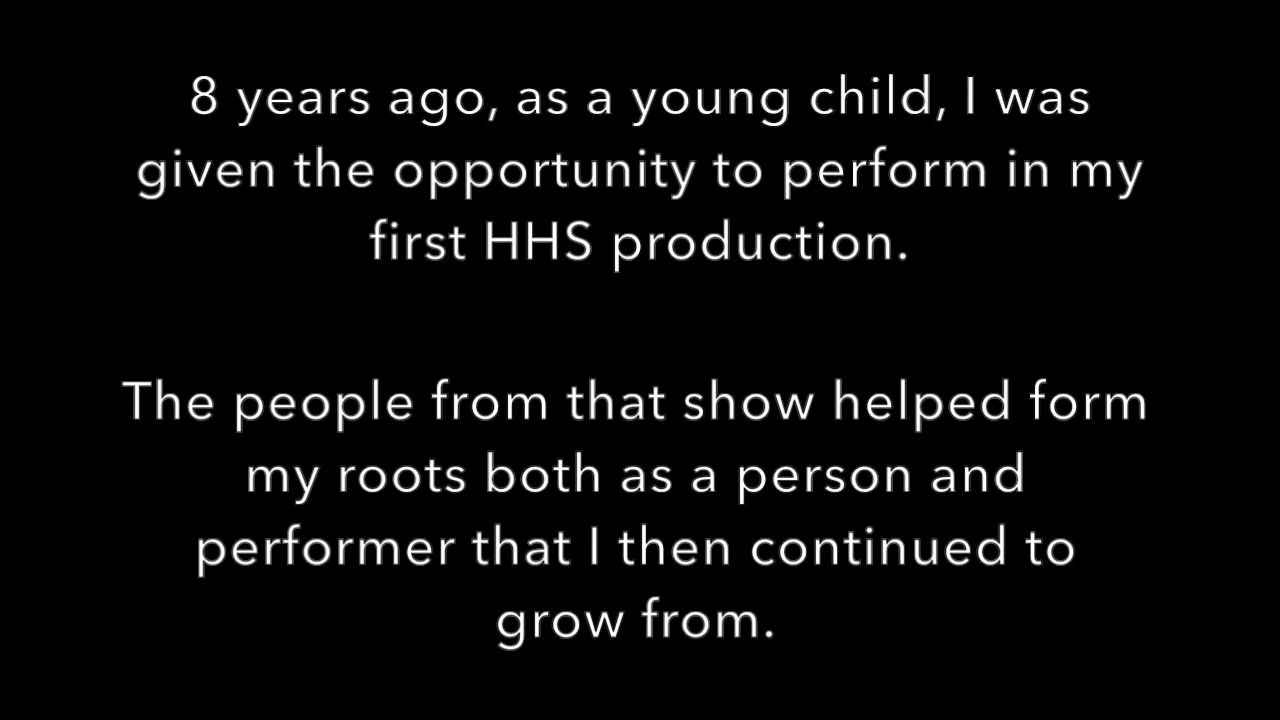 8 years ago, as a young child, I was
given the opportunity to perform in my
first HHS production.
The people from that show helped form
my roots both as a person and
performer that I then continued to
grow from.